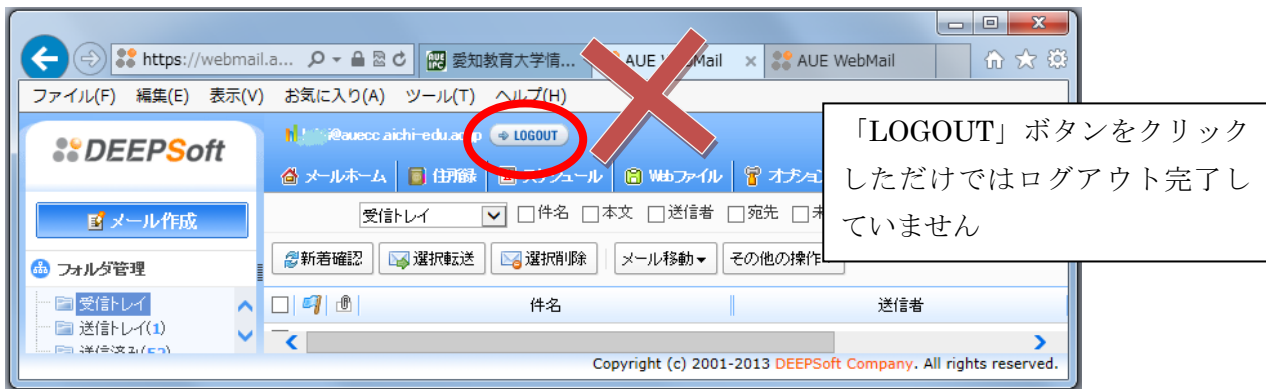 https://webmail.a... 愛知教育大学情... AUE WebMail AUE WebMail
ファイル(F) 編集(E) 表示(V) お気に入り(A) ツール(T) ヘルプ(H)
DEEPSoft
@auecc.aichi-edu.ac.jp LOGOUT
メールホーム 住所録 スケジュール Webファイル オプション
「LOGOUT」ボタンをクリック
しただけではログアウト完了し
ていません
メール作成
受信トレイ 件名 本文 送信者 宛先
新着確認 選択転送 選択削除 メール移動 その他の操作
フォルダ管理
受信トレイ
送信トレイ(1)
送信済み(52)
件名 送信者
Copyright (c) 2001-2013 DEEPSoft Company. All rights reserved.